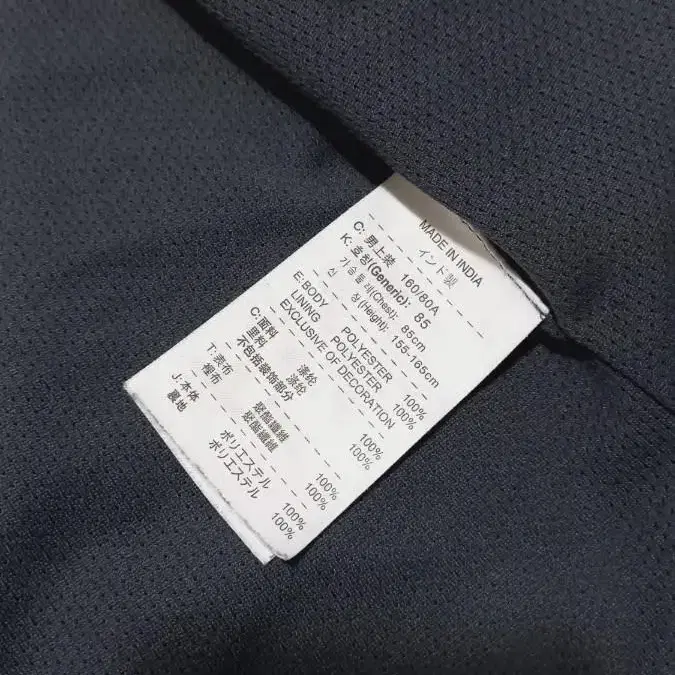 MADE IN INDIA
インド製
C: 男上装 160/80A
K: 호칭(Generic): 85
가슴둘레(Chest): 85cm
신 장(Height): 155-165cm
E:BODY POLYESTER 100%
LINING POLYESTER 100%
EXCLUSIVE OF DECORATION
C:面料 涤纶 100%
里料 涤纶 100%
不包括装饰部分
T:表布 聚酯纖維 100%
裡布 聚酯纖維 100%
J:本体 ポリエステル 100%
裏地 ポリエステル 100%